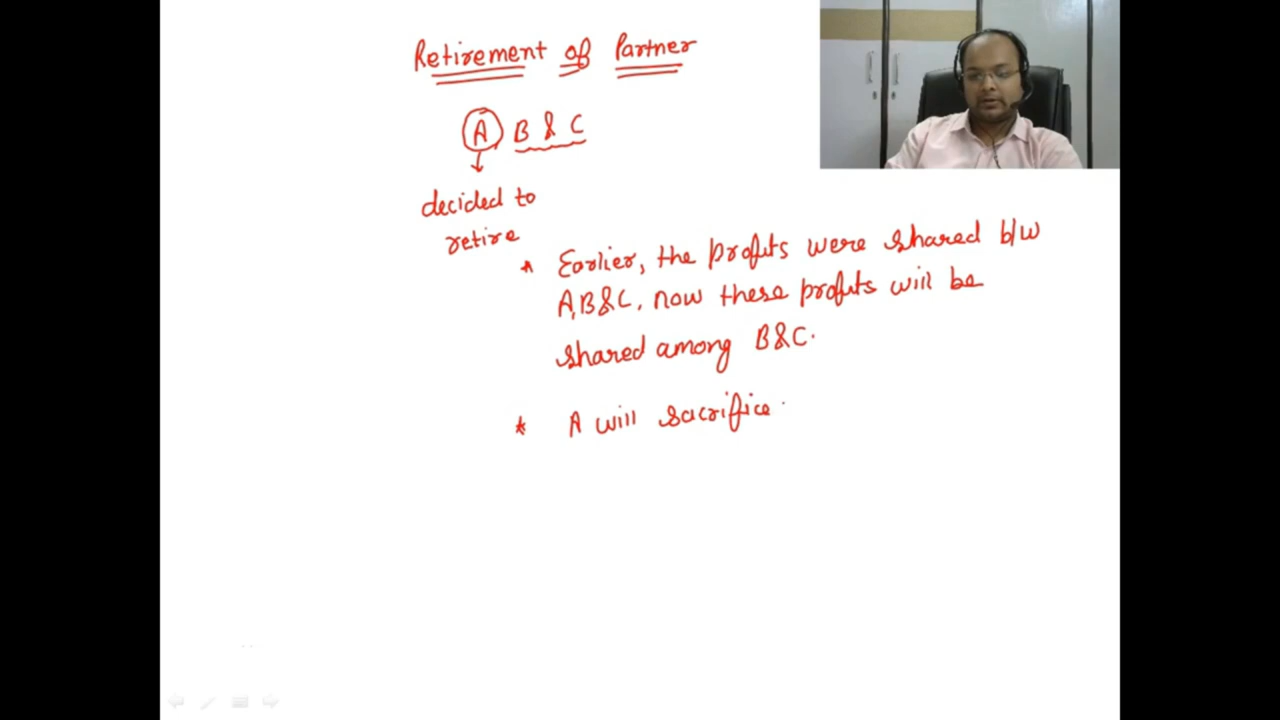 Retirement of Partner
A B & C
decided to
retire
* Earlier, the profits were shared b/w
A,B&C, now these profits will be
shared among B&C.
* A will sacrifice.